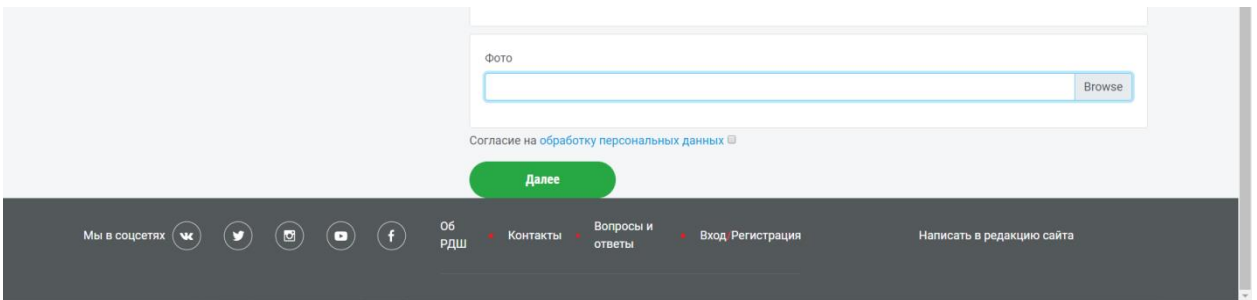 Фото
Browse
Согласие на обработку персональных данных
Далее
Мы в соцсетях
Об
РДШ
Контакты
Вопросы и
ответы
Вход/Регистрация
Написать в редакцию сайта